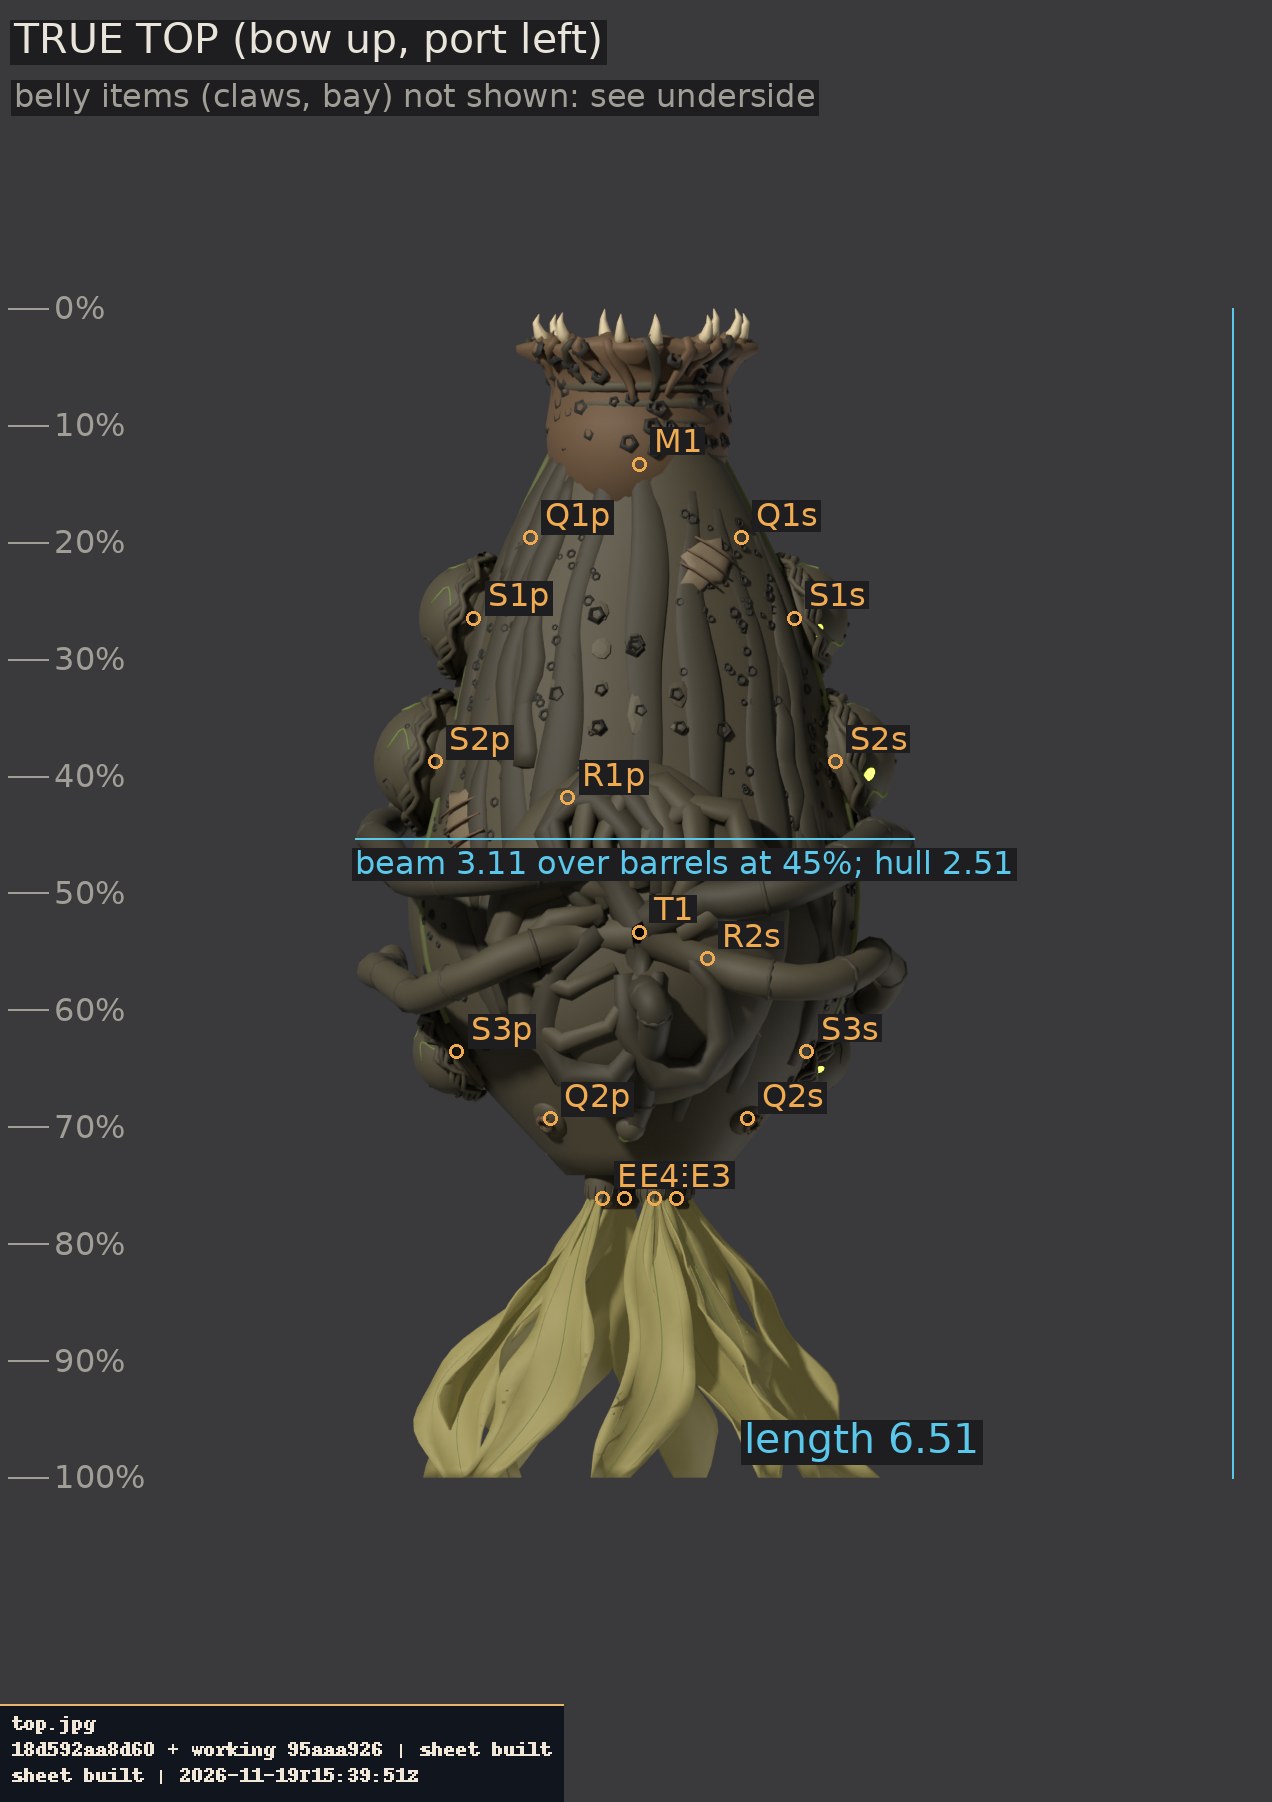 TRUE TOP (bow up, port left)
belly items (claws, bay) not shown: see underside
0%
10%
M1
Q1p
Q1s
20%
S1p
S1s
30%
S2p
S2s
R1p
40%
beam 3.11 over barrels at 45%; hull 2.51
50%
T1
R2s
60%
S3p
S3s
Q2p
Q2s
70%
EE4:E3
80%
90%
length 6.51
100%
top.jpg
18d592aa8d60 + working 95aaa926 | sheet built
sheet built | 2026-11-19T15:39:51Z